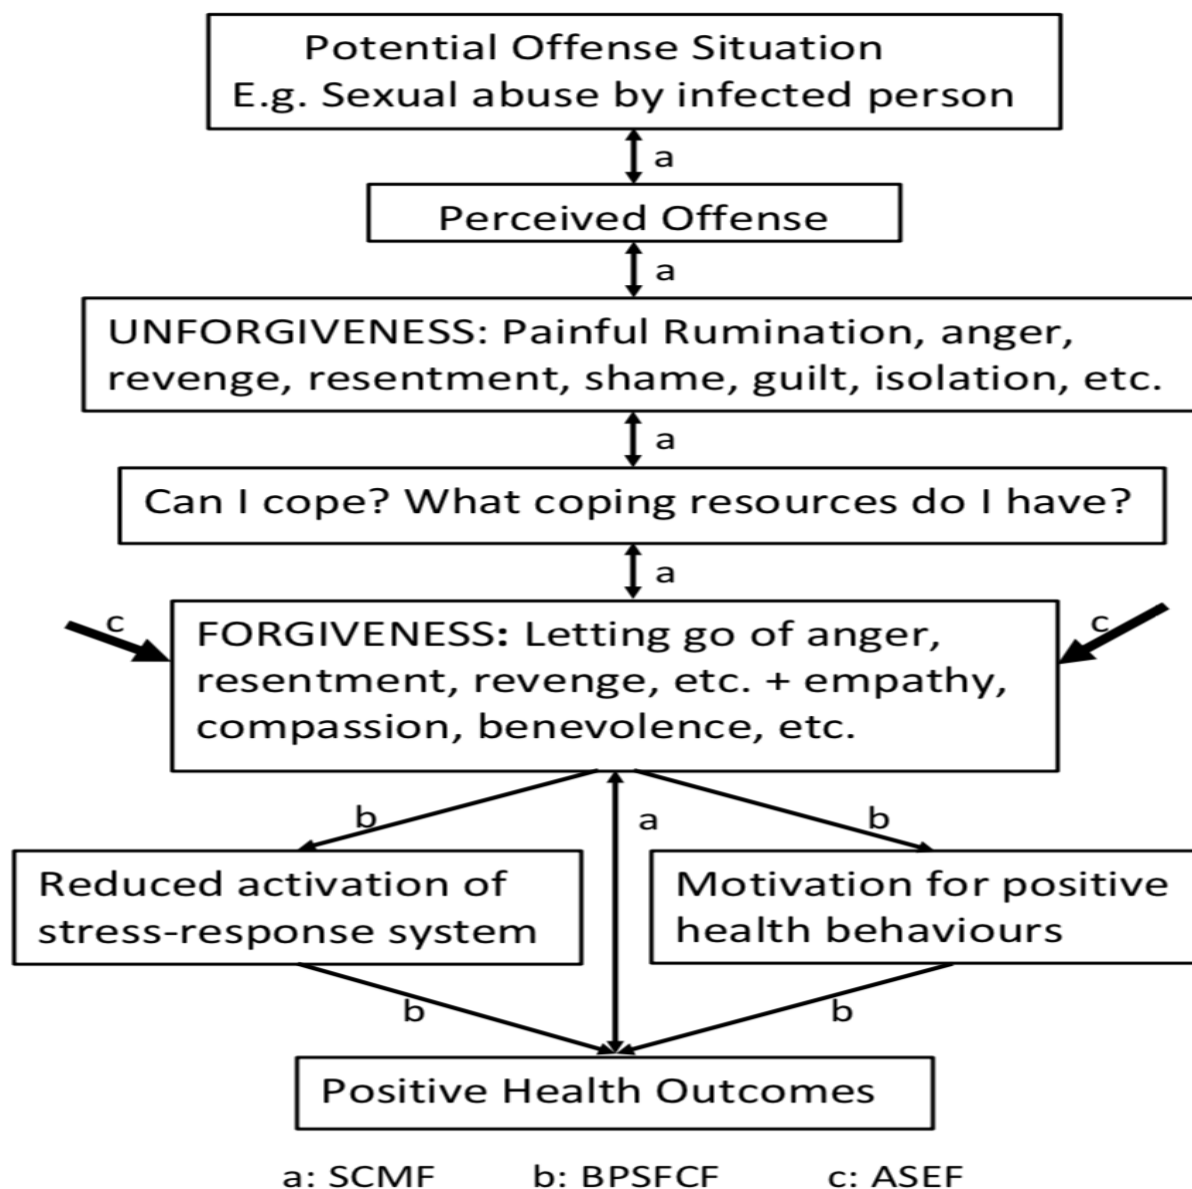 Potential Offense Situation
E.g. Sexual abuse by infected person
a
Perceived Offense
a
UNFORGIVENESS: Painful Rumination, anger,
revenge, resentment, shame, guilt, isolation, etc.
a
Can I cope? What coping resources do I have?
a
c
c
FORGIVENESS: Letting go of anger,
resentment, revenge, etc. + empathy,
compassion, benevolence, etc.
b
a
b
Reduced activation of
stress-response system
Motivation for positive
health behaviours
b
b
Positive Health Outcomes
a: SCMF b: BPSFCF c: ASEF